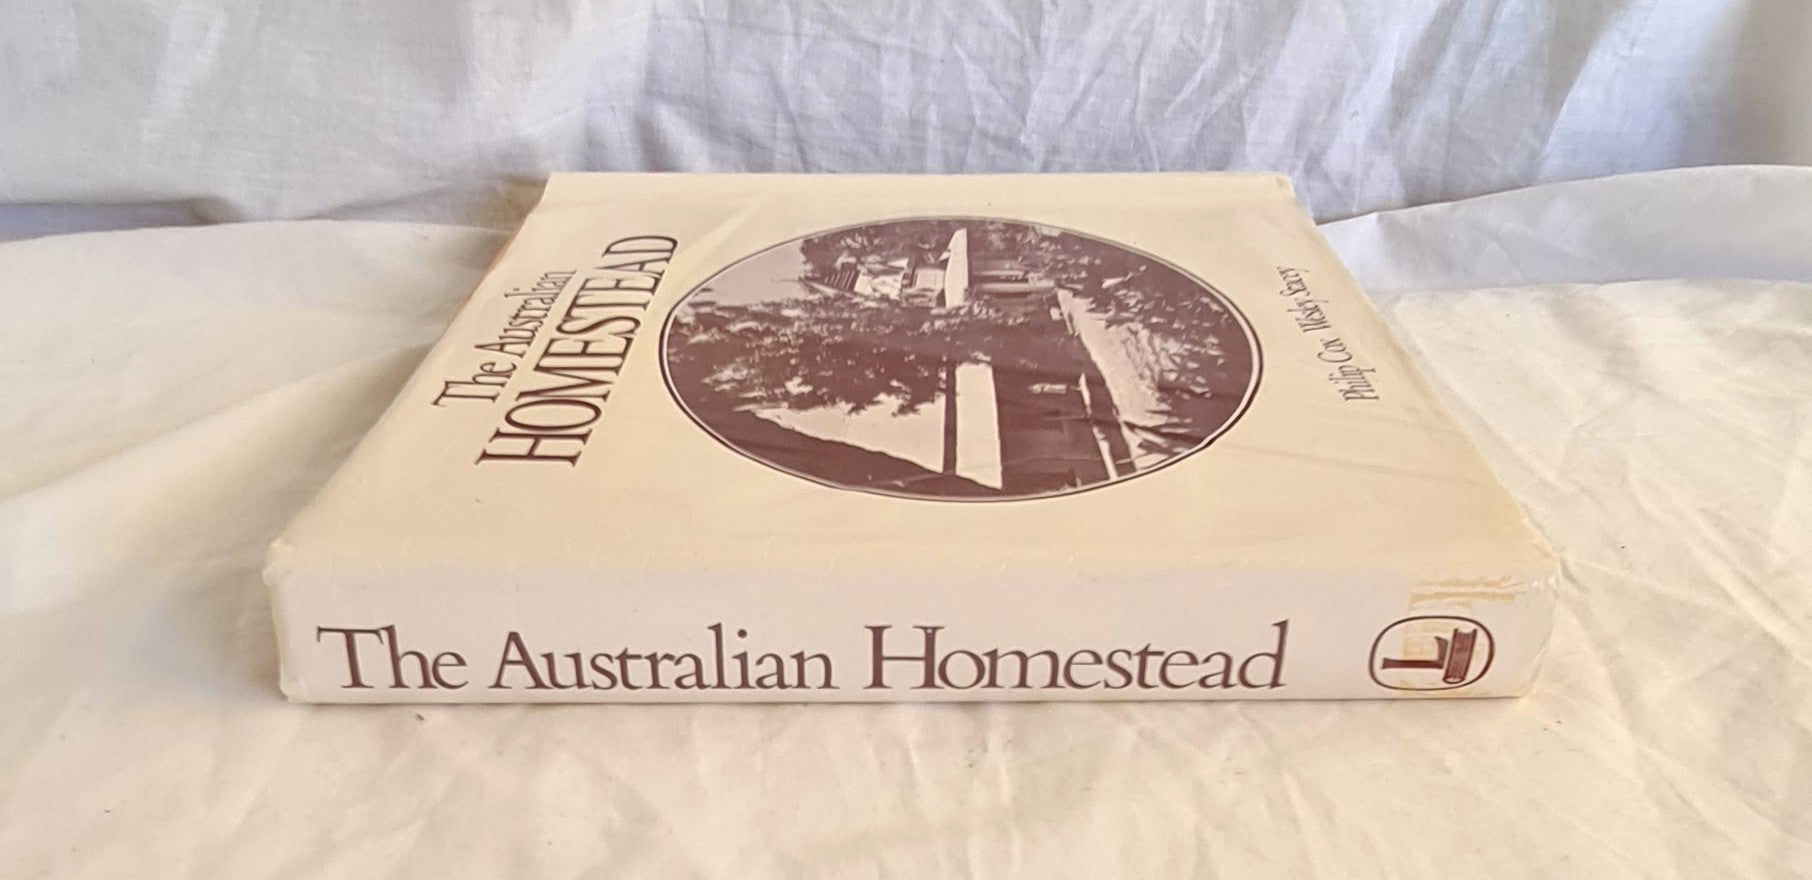 The Australian
HOMESTEAD
Philip Cox Wesley Stacey
The Australian Homestead
L